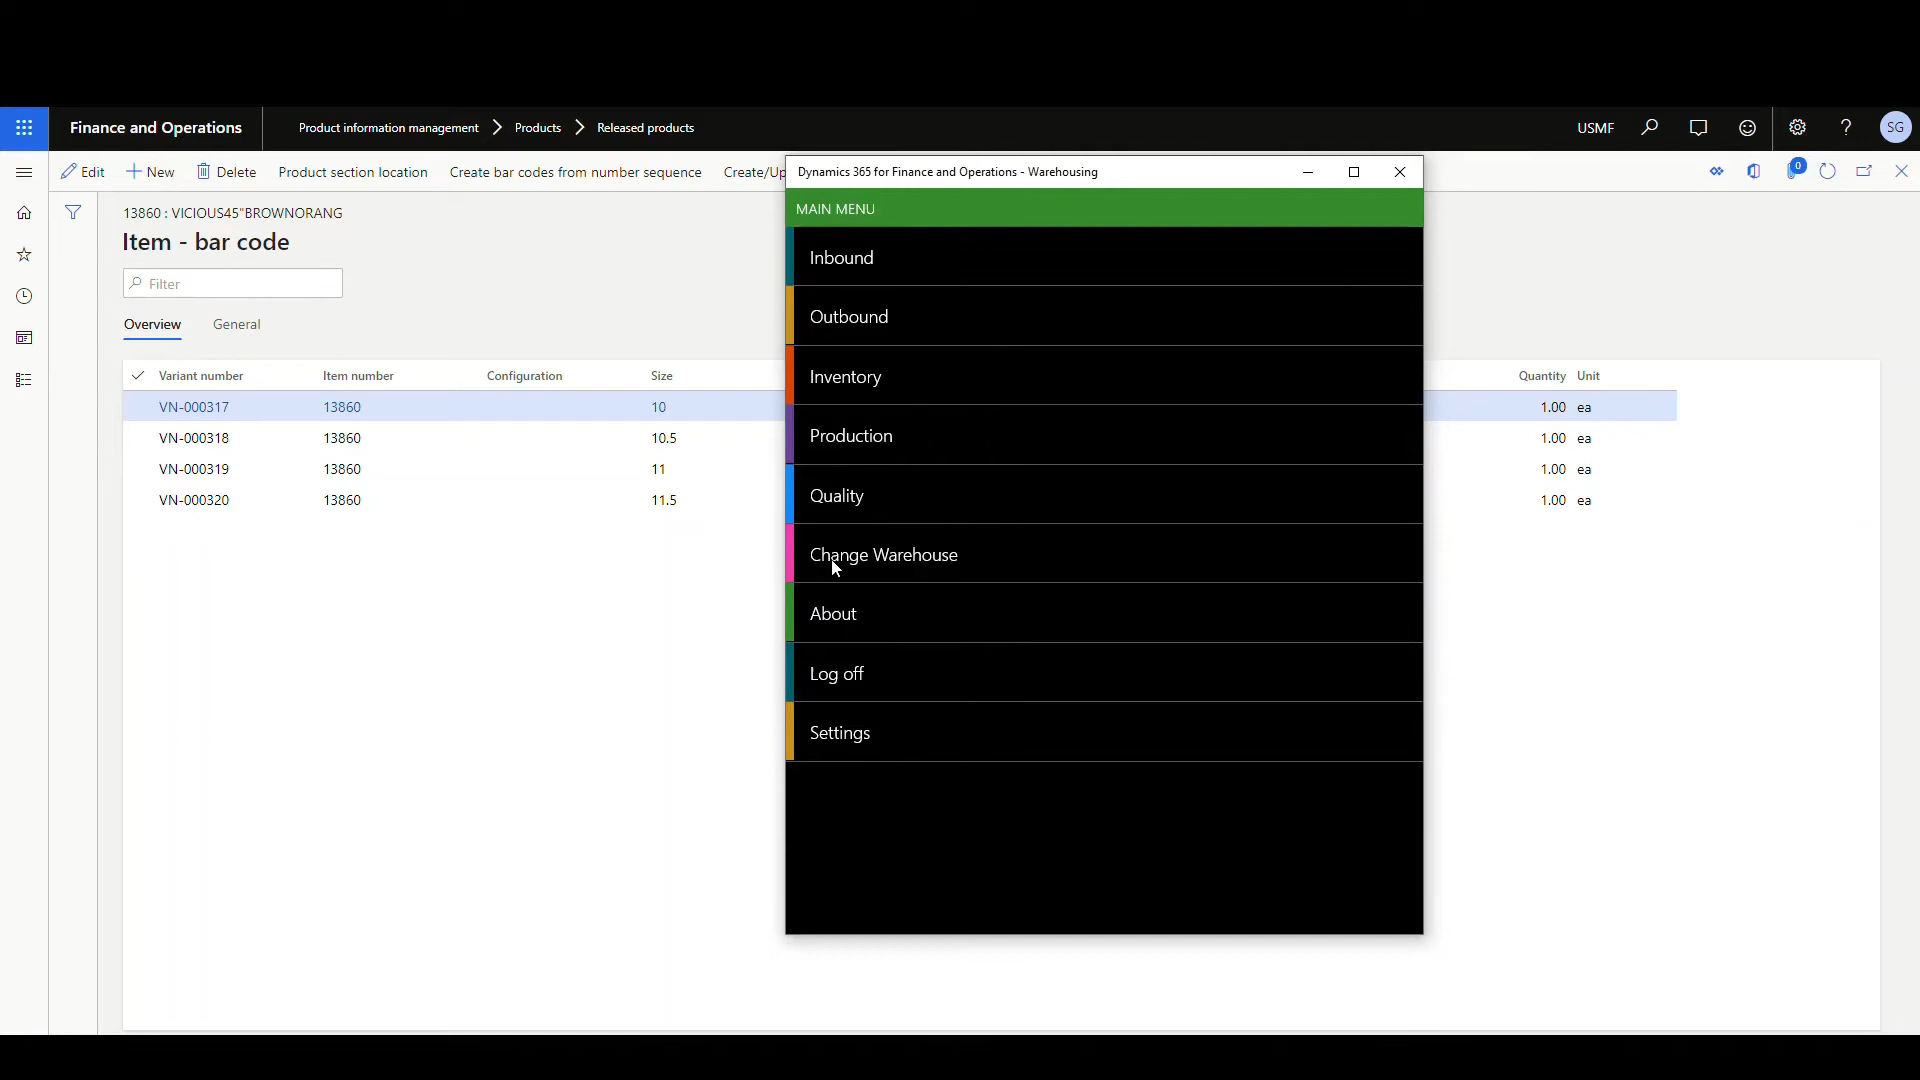 Finance and Operations
Product information management
Products
Released products
USMF
SG
Edit
New
Delete
Product section location
Create bar codes from number sequence
Create/Up
0
13860 : VICIOUS45"BROWNORANG
Item - bar code
Filter
Overview
General
Variant number Item number Configuration Size Quantity Unit
VN-000317 13860 10 1.00 ea
VN-000318 13860 10.5 1.00 ea
VN-000319 13860 11 1.00 ea
VN-000320 13860 11.5 1.00 ea
Dynamics 365 for Finance and Operations - Warehousing
MAIN MENU
Inbound
Outbound
Inventory
Production
Quality
Change Warehouse
About
Log off
Settings